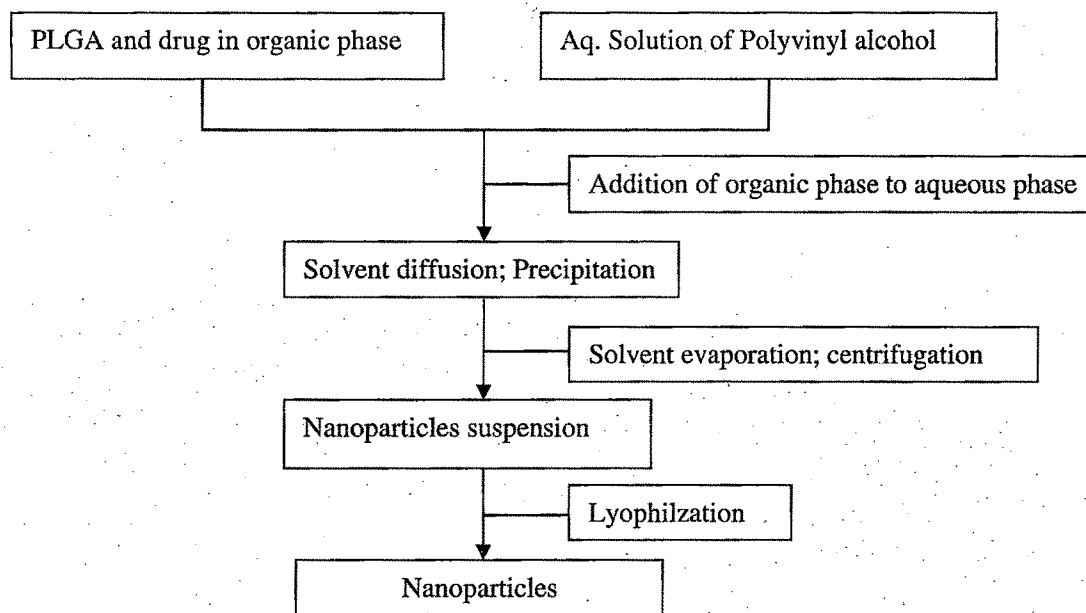 PLGA and drug in organic phase
Aq. Solution of Polyvinyl alcohol
Addition of organic phase to aqueous phase
Solvent diffusion; Precipitation
Solvent evaporation; centrifugation
Nanoparticles suspension
Lyophilzation
Nanoparticles